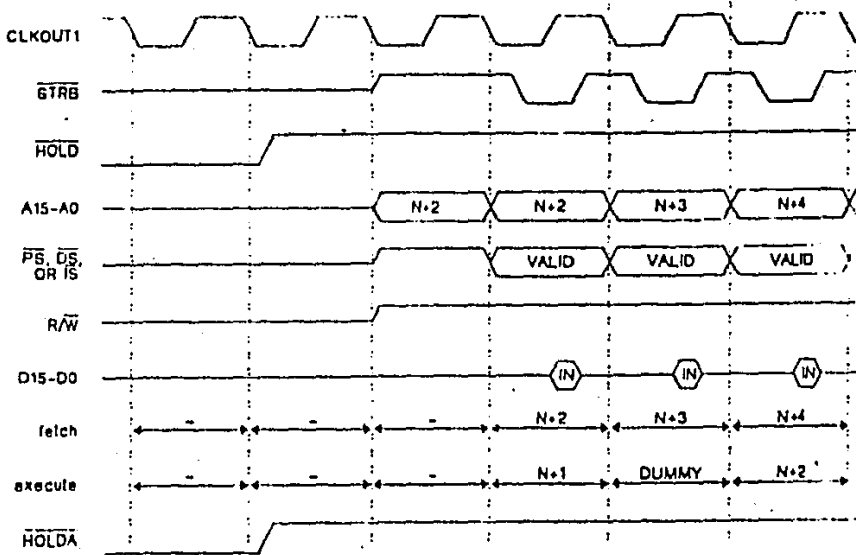 CLKOUT1
STRB
HOLD
A15-A0 N+2 N+2 N+3 N+4
PS, DS, OR IS VALID VALID VALID
R/W
D15-D0 IN IN IN
fetch - - - N+2 N+3 N+4
execute - - - N+1 DUMMY N+2
HOLDA